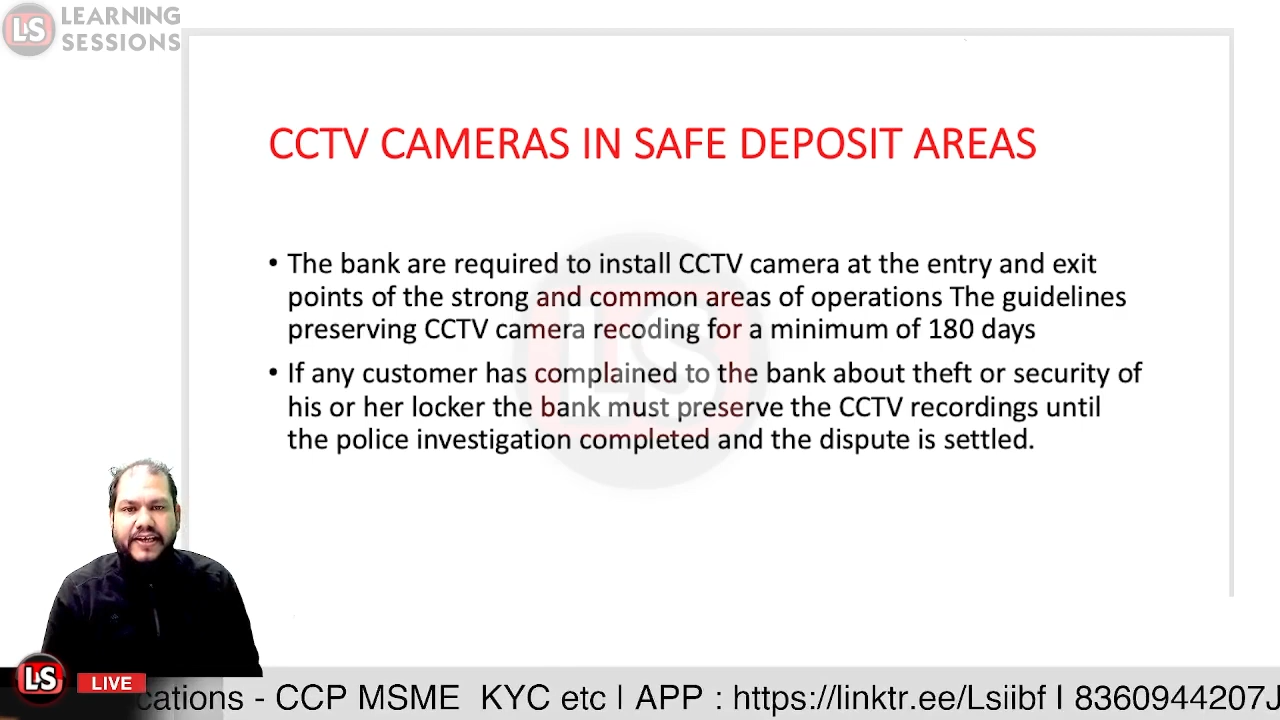 LS LEARNING
SESSIONS
CCTV CAMERAS IN SAFE DEPOSIT AREAS
• The bank are required to install CCTV camera at the entry and exit
points of the strong and common areas of operations The guidelines
preserving CCTV camera recoding for a minimum of 180 days
• If any customer has complained to the bank about theft or security of
his or her locker the bank must preserve the CCTV recordings until
the police investigation completed and the dispute is settled.
LS
LS LIVE
cations - CCP MSME KYC etc I APP : https://linktr.ee/Lsiibf I 8360944207J